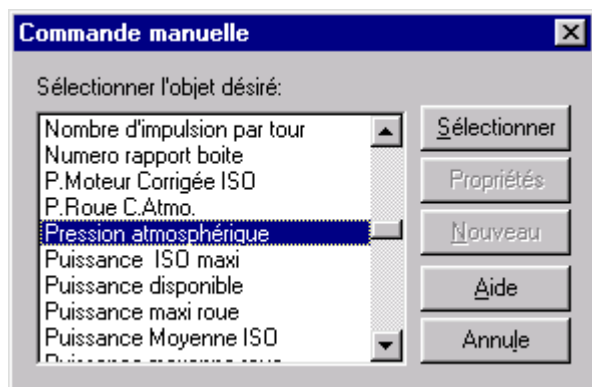 Commande manuelle
Sélectionner l'objet désiré:
Nombre d'impulsion par tour
Numero rapport boite
P.Moteur Corrigée ISO
P.Roue C.Atmo.
Pression atmosphérique
Puissance ISO maxi
Puissance disponible
Puissance maxi roue
Puissance Moyenne ISO
Sélectionner
Propriétés
Nouveau
Aide
Annule